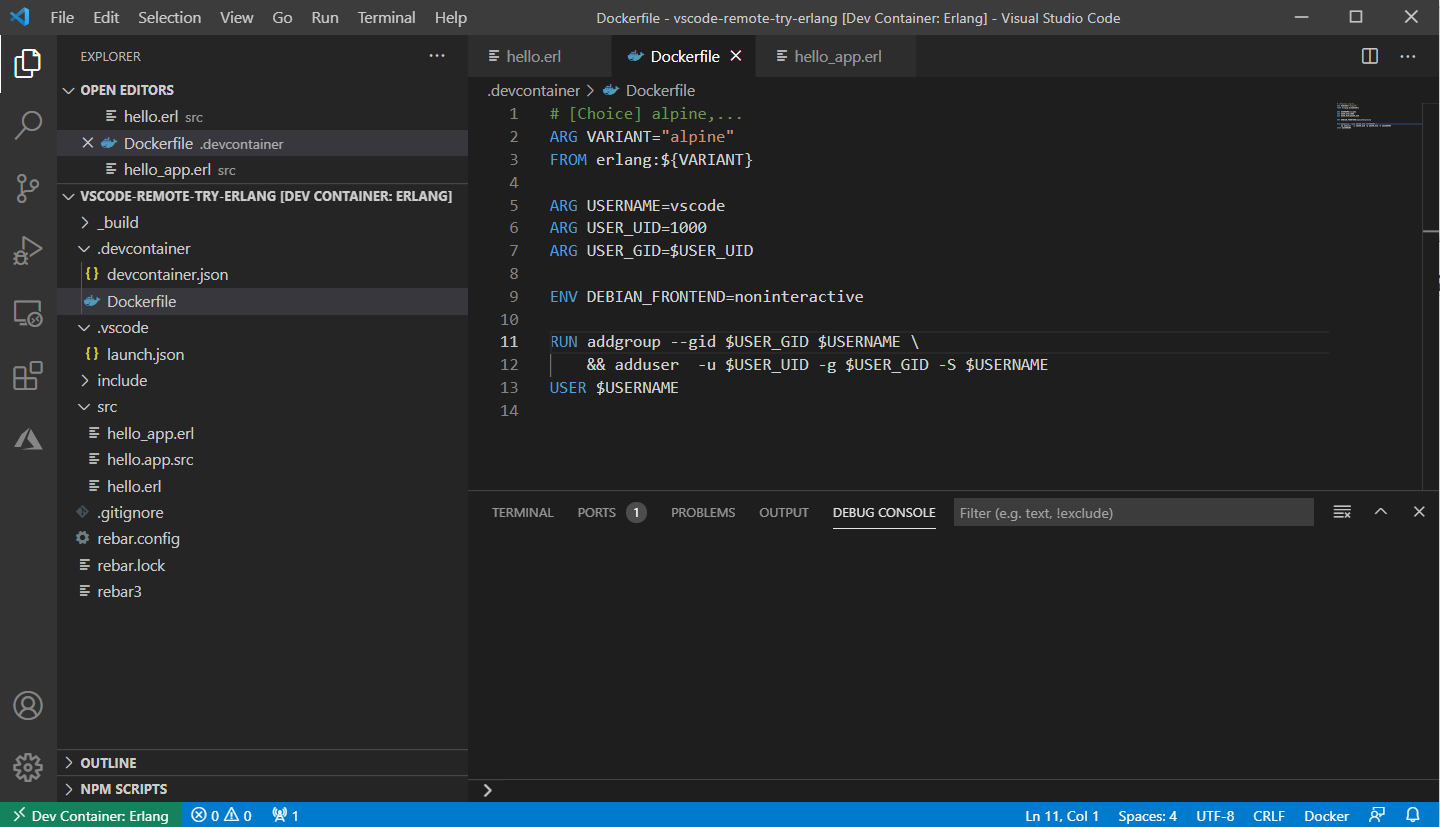 File Edit Selection View Go Run Terminal Help
Dockerfile - vscode-remote-try-erlang [Dev Container: Erlang] - Visual Studio Code
EXPLORER
OPEN EDITORS
hello.erl src
Dockerfile .devcontainer
hello_app.erl src
VSCODE-REMOTE-TRY-ERLANG [DEV CONTAINER: ERLANG]
_build
.devcontainer
{} devcontainer.json
Dockerfile
.vscode
{} launch.json
include
src
hello_app.erl
hello.app.src
hello.erl
.gitignore
rebar.config
rebar.lock
rebar3
OUTLINE
NPM SCRIPTS
hello.erl Dockerfile hello_app.erl
.devcontainer > Dockerfile
1 # [Choice] alpine,...
2 ARG VARIANT="alpine"
3 FROM erlang:${VARIANT}
4
5 ARG USERNAME=vscode
6 ARG USER_UID=1000
7 ARG USER_GID=$USER_UID
8
9 ENV DEBIAN_FRONTEND=noninteractive
10
11 RUN addgroup --gid $USER_GID $USERNAME \
12 && adduser  -u $USER_UID -g $USER_GID -S $USERNAME
13 USER $USERNAME
14
TERMINAL PORTS 1 PROBLEMS OUTPUT DEBUG CONSOLE Filter (e.g. text, !exclude)
Dev Container: Erlang 0 0 1 Ln 11, Col 1 Spaces: 4 UTF-8 CRLF Docker